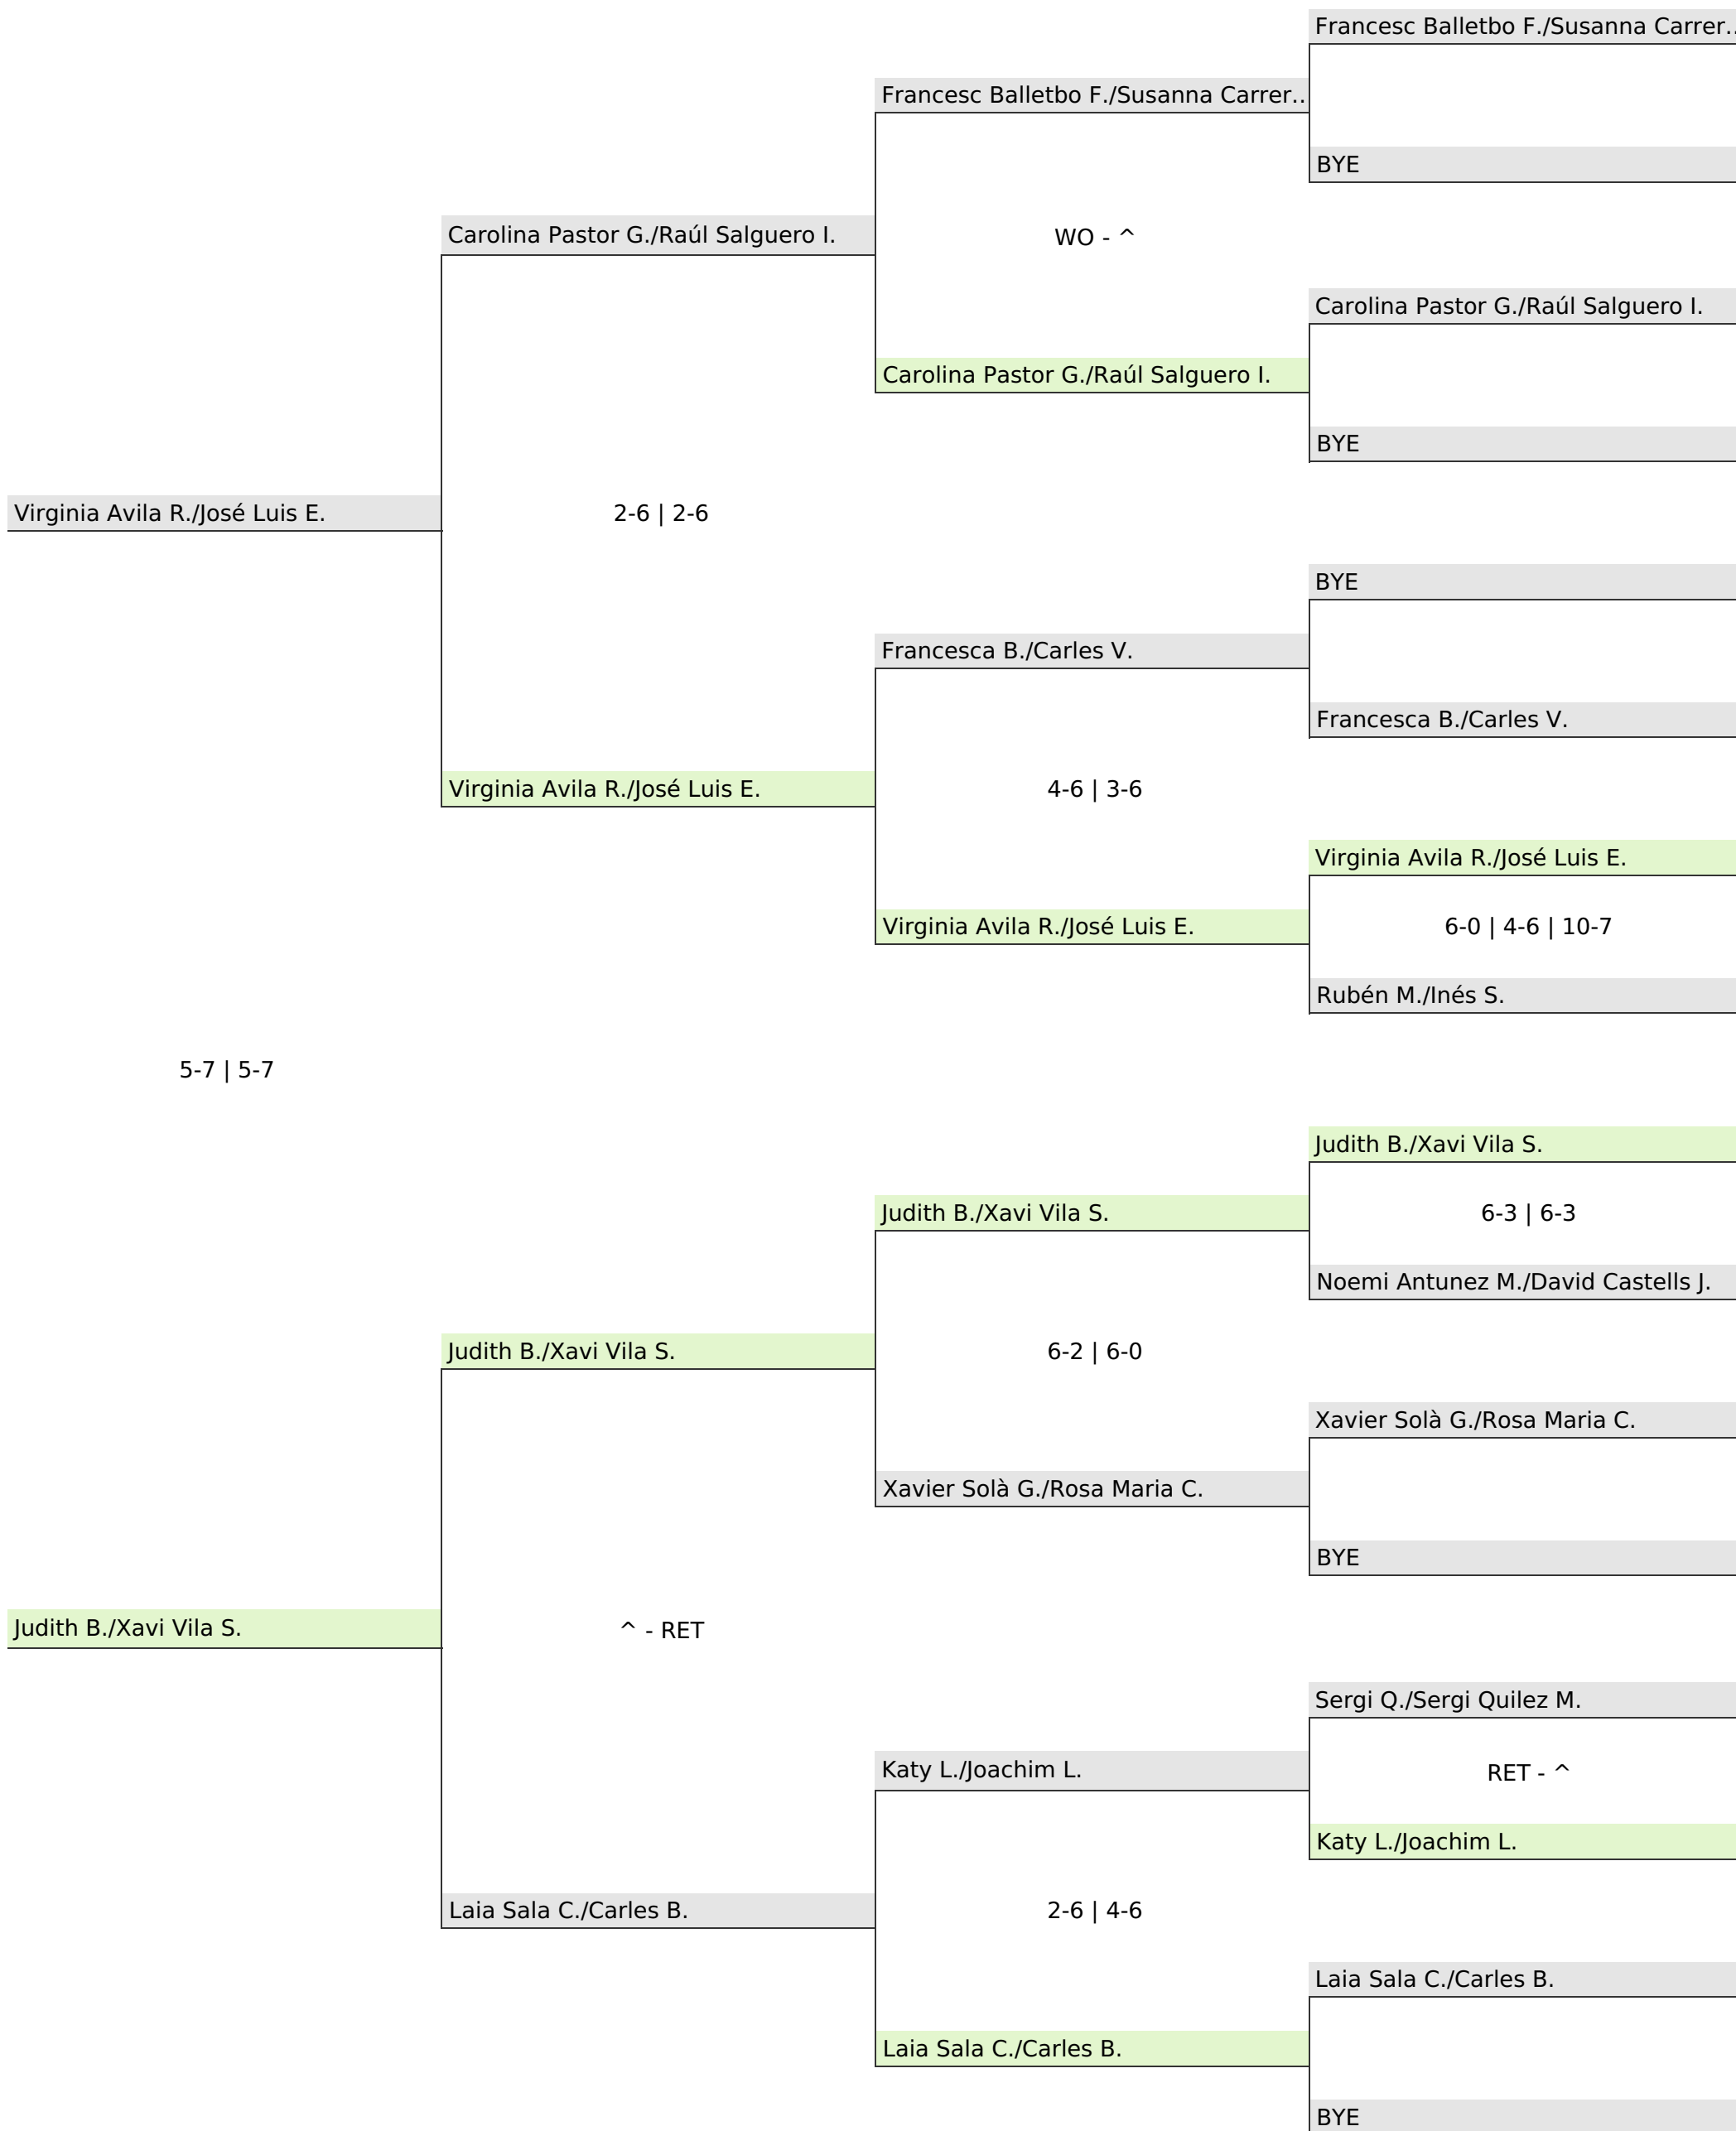 Francesc Balletbo F./Susanna Carrer..
Francesc Balletbo F./Susanna Carrer..
BYE
Carolina Pastor G./Raúl Salguero I.
WO - ^
Carolina Pastor G./Raúl Salguero I.
Carolina Pastor G./Raúl Salguero I.
BYE
Virginia Avila R./José Luis E.
2-6 | 2-6
BYE
Francesca B./Carles V.
Francesca B./Carles V.
Virginia Avila R./José Luis E.
4-6 | 3-6
Virginia Avila R./José Luis E.
Virginia Avila R./José Luis E.
6-0 | 4-6 | 10-7
Rubén M./Inés S.
5-7 | 5-7
Judith B./Xavi Vila S.
Judith B./Xavi Vila S.
6-3 | 6-3
Noemi Antunez M./David Castells J.
Judith B./Xavi Vila S.
6-2 | 6-0
Xavier Solà G./Rosa Maria C.
Xavier Solà G./Rosa Maria C.
BYE
Judith B./Xavi Vila S.
^ - RET
Sergi Q./Sergi Quilez M.
Katy L./Joachim L.
RET - ^
Katy L./Joachim L.
Laia Sala C./Carles B.
2-6 | 4-6
Laia Sala C./Carles B.
Laia Sala C./Carles B.
BYE